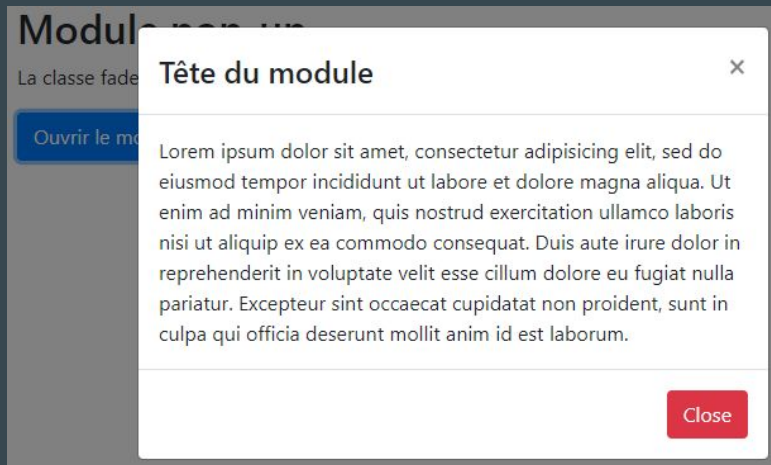 Module pop-up
La classe fade
Ouvrir le mo
Tête du module
×
Lorem ipsum dolor sit amet, consectetur adipisicing elit, sed do
eiusmod tempor incididunt ut labore et dolore magna aliqua. Ut
enim ad minim veniam, quis nostrud exercitation ullamco laboris
nisi ut aliquip ex ea commodo consequat. Duis aute irure dolor in
reprehenderit in voluptate velit esse cillum dolore eu fugiat nulla
pariatur. Excepteur sint occaecat cupidatat non proident, sunt in
culpa qui officia deserunt mollit anim id est laborum.
Close